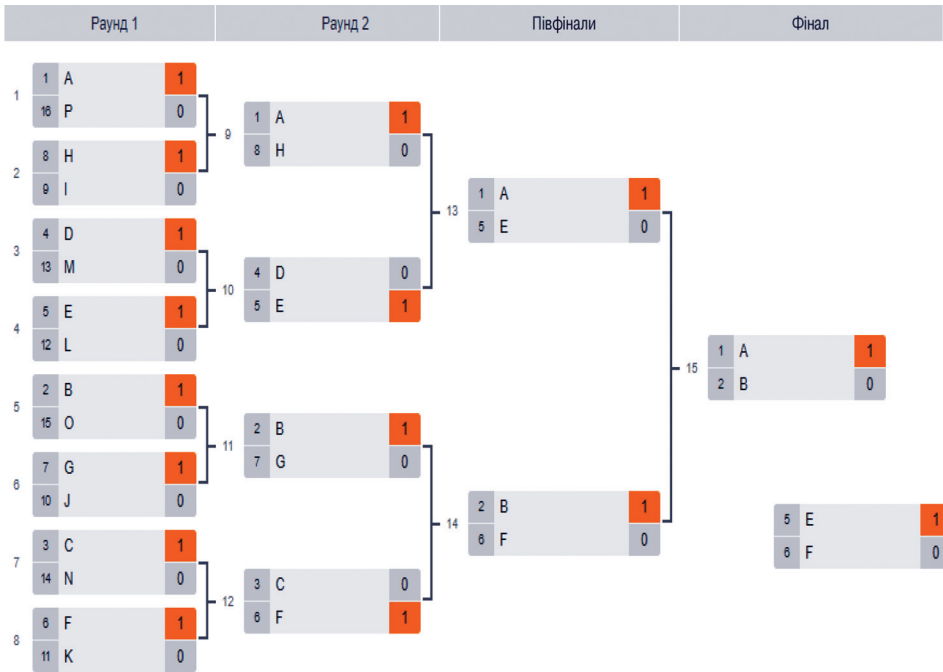 Раунд 1 Раунд 2 Півфінали Фінал
1
1 A 1
16 P 0
2
8 H 1
9 I 0
3
4 D 1
13 M 0
4
5 E 1
12 L 0
5
2 B 1
15 O 0
6
7 G 1
10 J 0
7
3 C 1
14 N 0
8
6 F 1
11 K 0
9
1 A 1
8 H 0
10
4 D 0
5 E 1
11
2 B 1
7 G 0
12
3 C 0
6 F 1
13
1 A 1
5 E 0
14
2 B 1
6 F 0
15
1 A 1
2 B 0
5 E 1
6 F 0